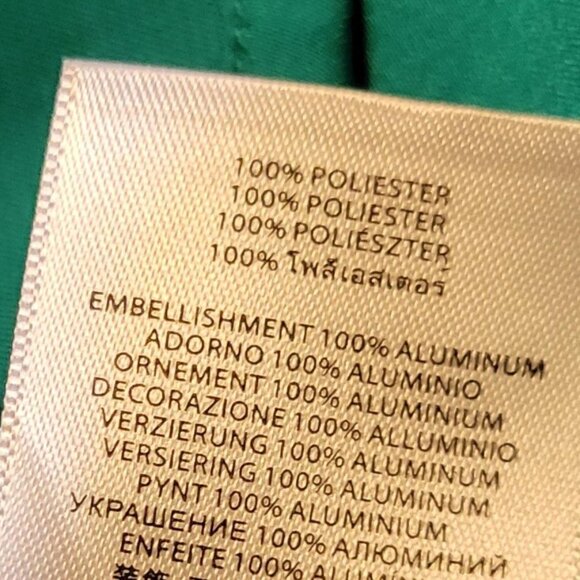 100% POLIESTER
100% POLIESTER
100% POLIÉSZTER
100% โพลีเอสเตอร์
EMBELLISHMENT 100% ALUMINUM
ADORNO 100% ALUMINIO
ORNEMENT 100% ALUMINIUM
DECORAZIONE 100% ALLUMINIO
VERZIERUNG 100% ALUMINUM
VERSIERING 100% ALUMINIUM
PYNT 100% ALUMINIUM
УКРАШЕНИЕ 100% АЛЮМИНИЙ
ENFEITE 100%
装飾